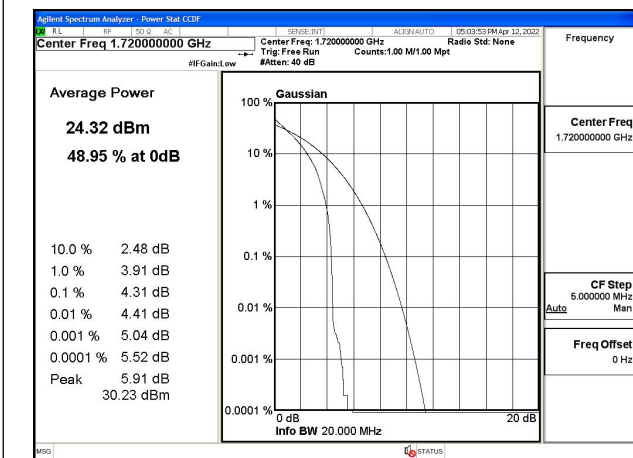 Agilent Spectrum Analyzer - Power Stat CCDF
RL RF 50 Ω AC SENSE:INT ALIGN AUTO 05:03:53 PM Apr 12, 2022
Center Freq 1.720000000 GHz
Center Freq: 1.720000000 GHz Radio Std: None
Trig: Free Run Counts:1.00 M/1.00 Mpt
#IFGain:Low #Atten: 40 dB
Frequency
Average Power
24.32 dBm
48.95 % at 0dB
10.0 % 2.48 dB
1.0 % 3.91 dB
0.1 % 4.31 dB
0.01 % 4.41 dB
0.001 % 5.04 dB
0.0001 % 5.52 dB
Peak 5.91 dB
30.23 dBm
Gaussian
100 %
10 %
1 %
0.1 %
0.01 %
0.001 %
0.0001 %
0 dB 20 dB
Info BW 20.000 MHz
Center Freq
1.720000000 GHz
CF Step
5.000000 MHz
Auto Man
Freq Offset
0 Hz
MSG STATUS